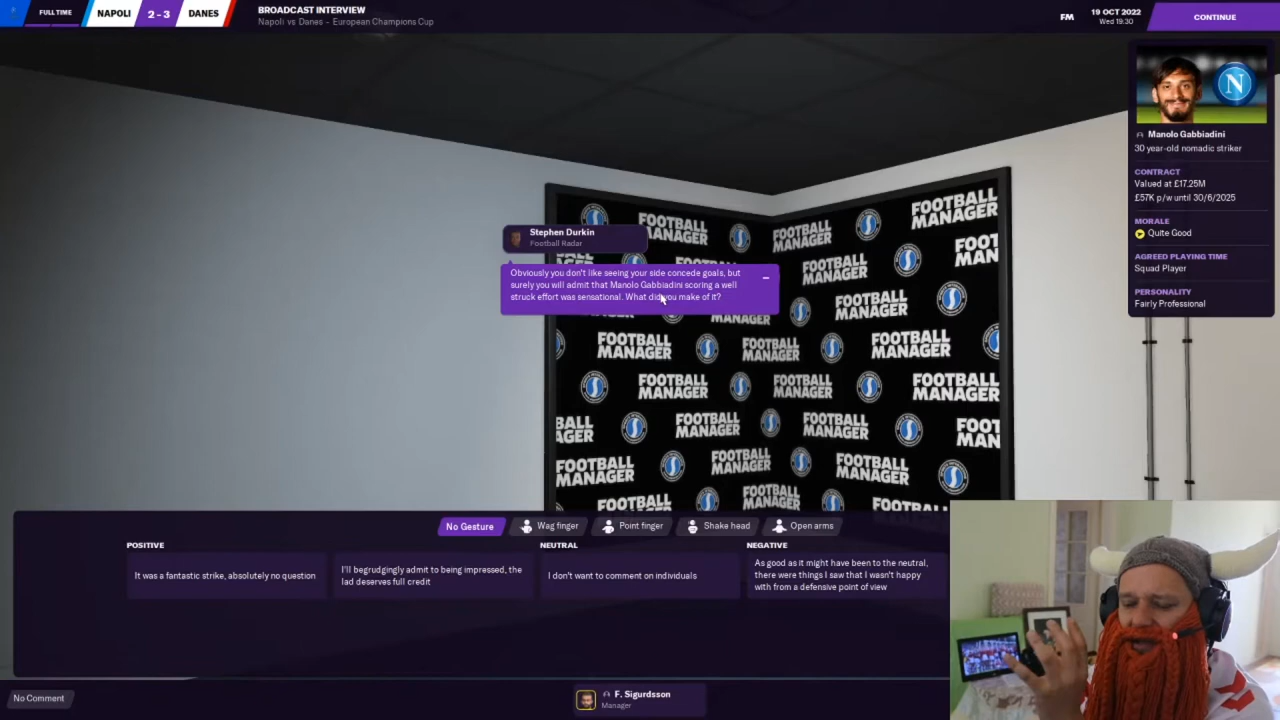 FULL TIME
NAPOLI
2 - 3
DANES
BROADCAST INTERVIEW
Napoli vs Danes - European Champions Cup
FM
19 OCT 2022
Wed 19:30
CONTINUE
N
Manolo Gabbiadini
30 year-old nomadic striker
CONTRACT
Valued at £17.25M
£57K p/w until 30/6/2025
MORALE
Quite Good
AGREED PLAYING TIME
Squad Player
PERSONALITY
Fairly Professional
Stephen Durkin
Football Radar
Obviously you don't like seeing your side concede goals, but
surely you will admit that Manolo Gabbiadini scoring a well
struck effort was sensational. What did you make of it?
FOOTBALL
MANAGER
No Gesture
Wag finger
Point finger
Shake head
Open arms
POSITIVE
It was a fantastic strike, absolutely no question
I'll begrudgingly admit to being impressed, the
lad deserves full credit
NEUTRAL
I don't want to comment on individuals
NEGATIVE
As good as it might have been to the neutral,
there were things I saw that I wasn't happy
with from a defensive point of view
No Comment
F. Sigurdsson
Manager